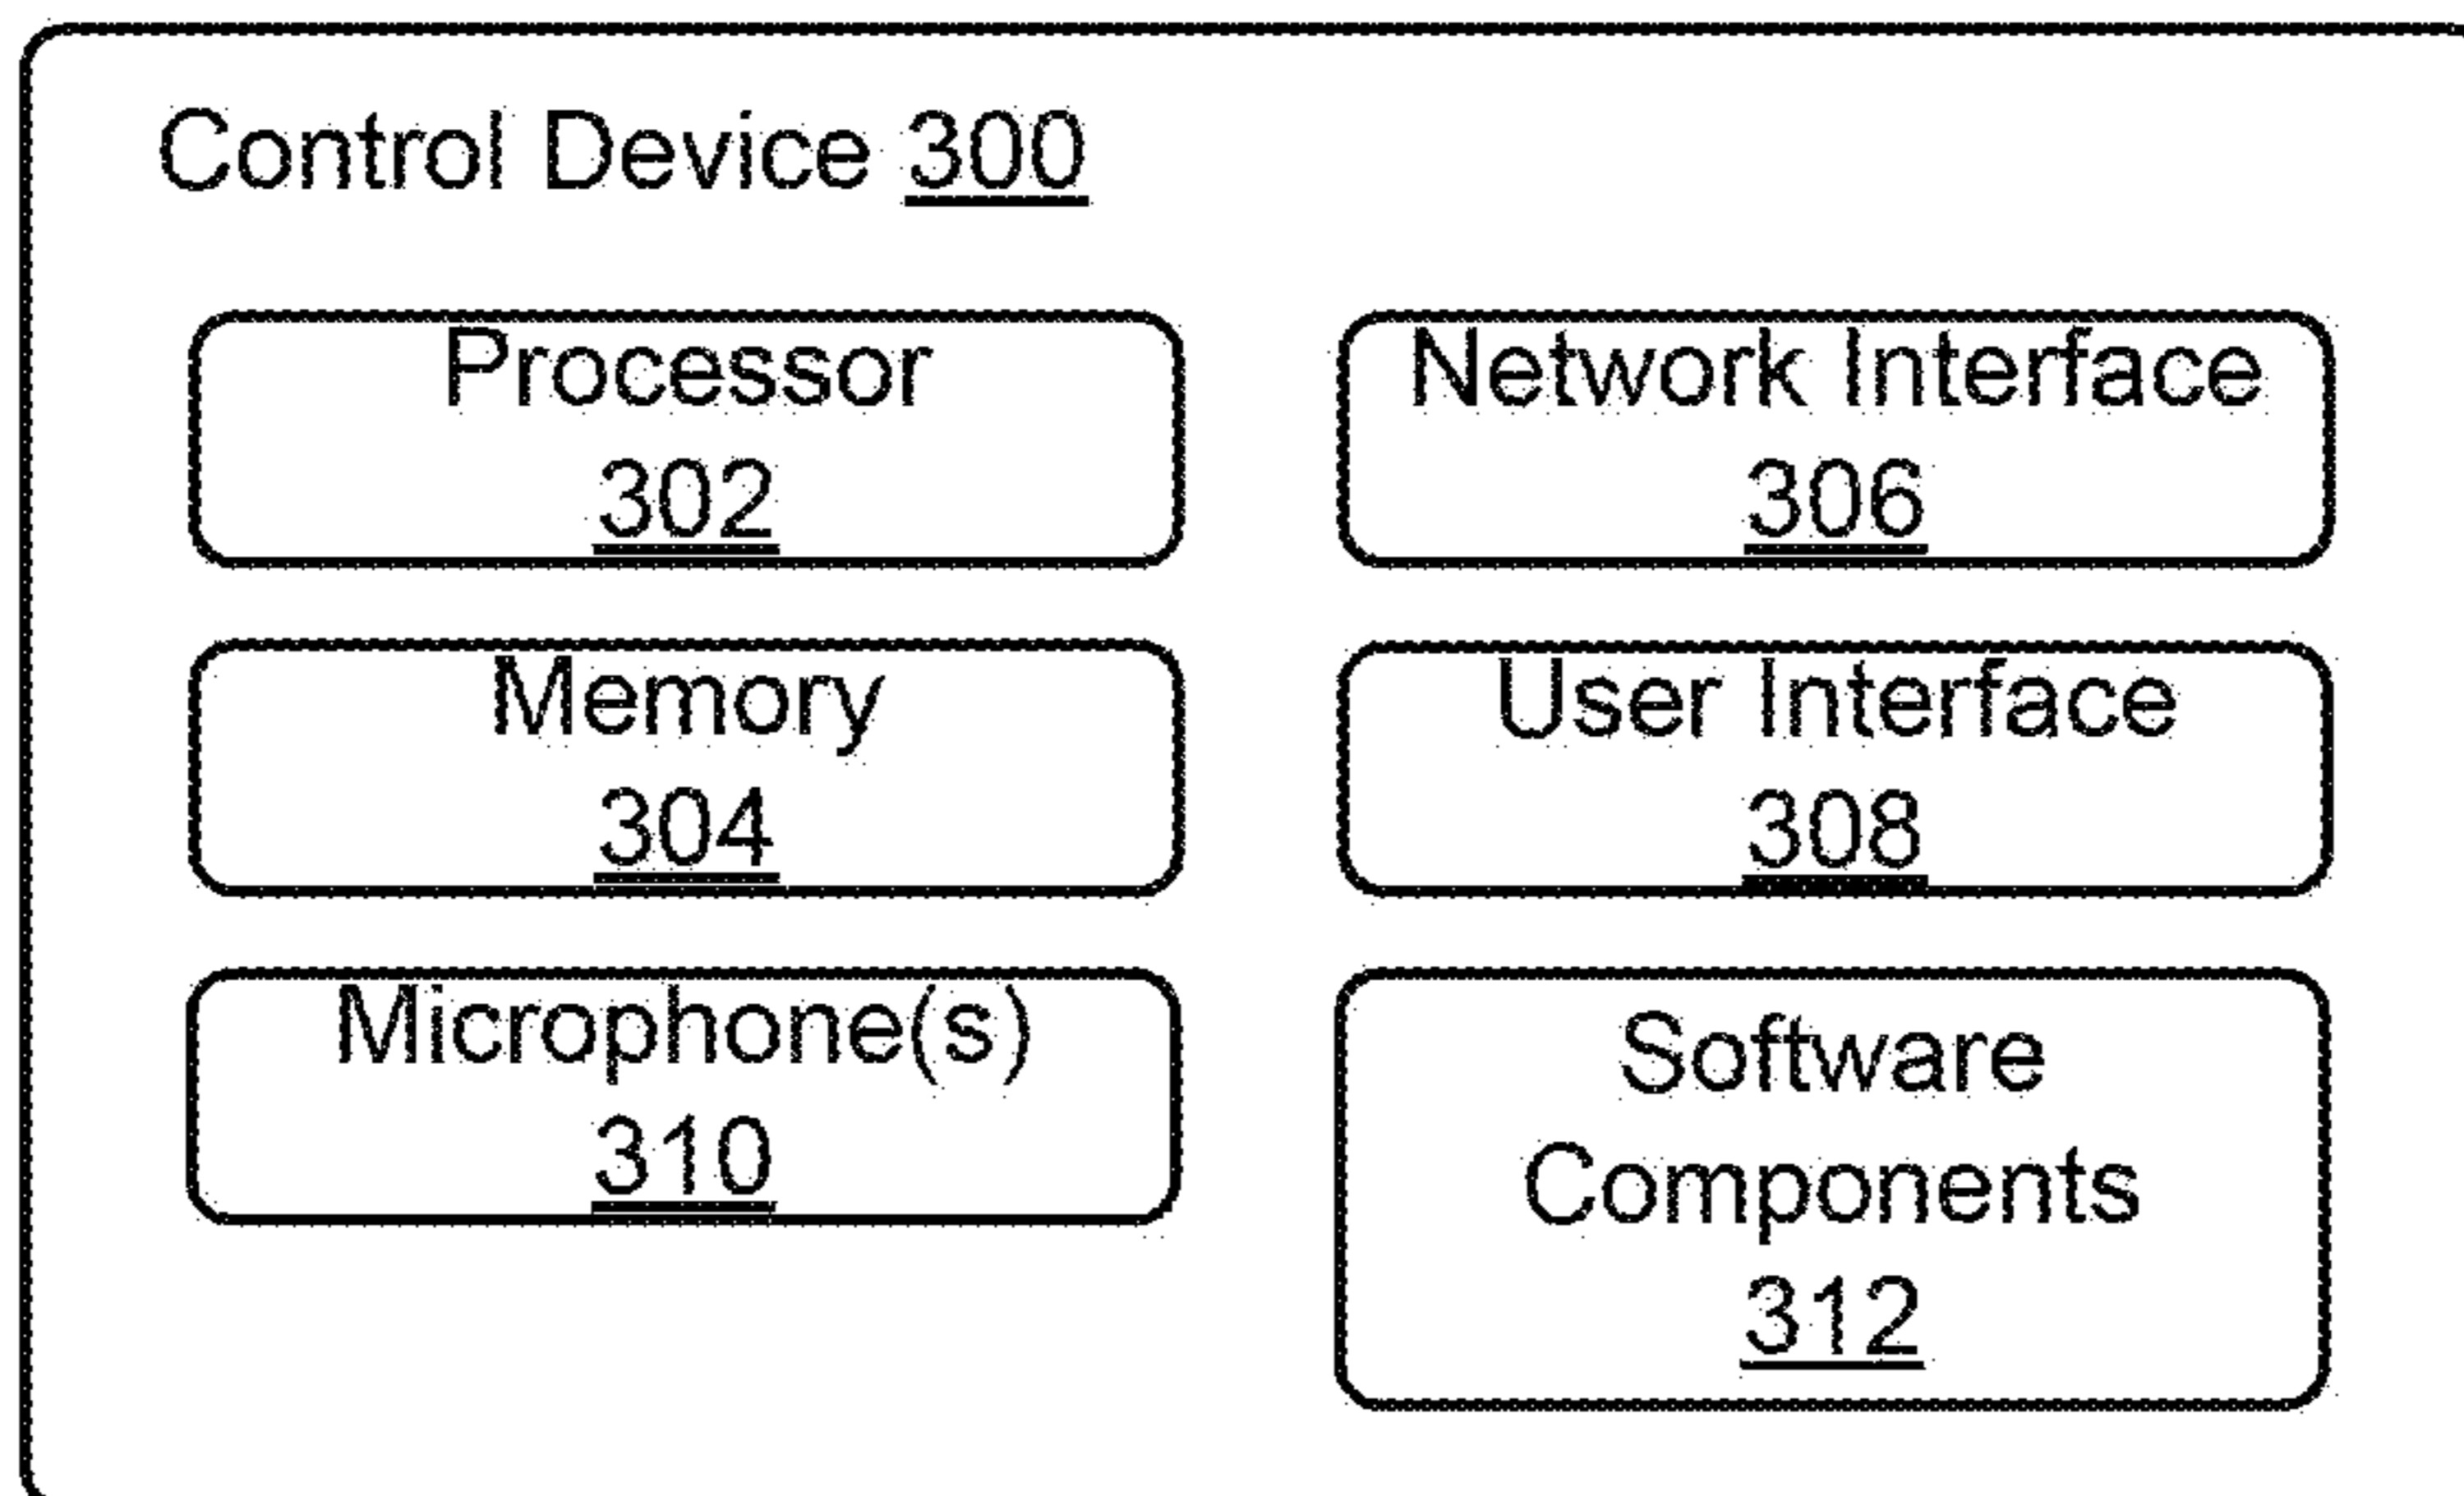 Control Device 300
Processor
302
Network Interface
306
Memory
304
User Interface
308
Microphone(s)
310
Software
Components
312